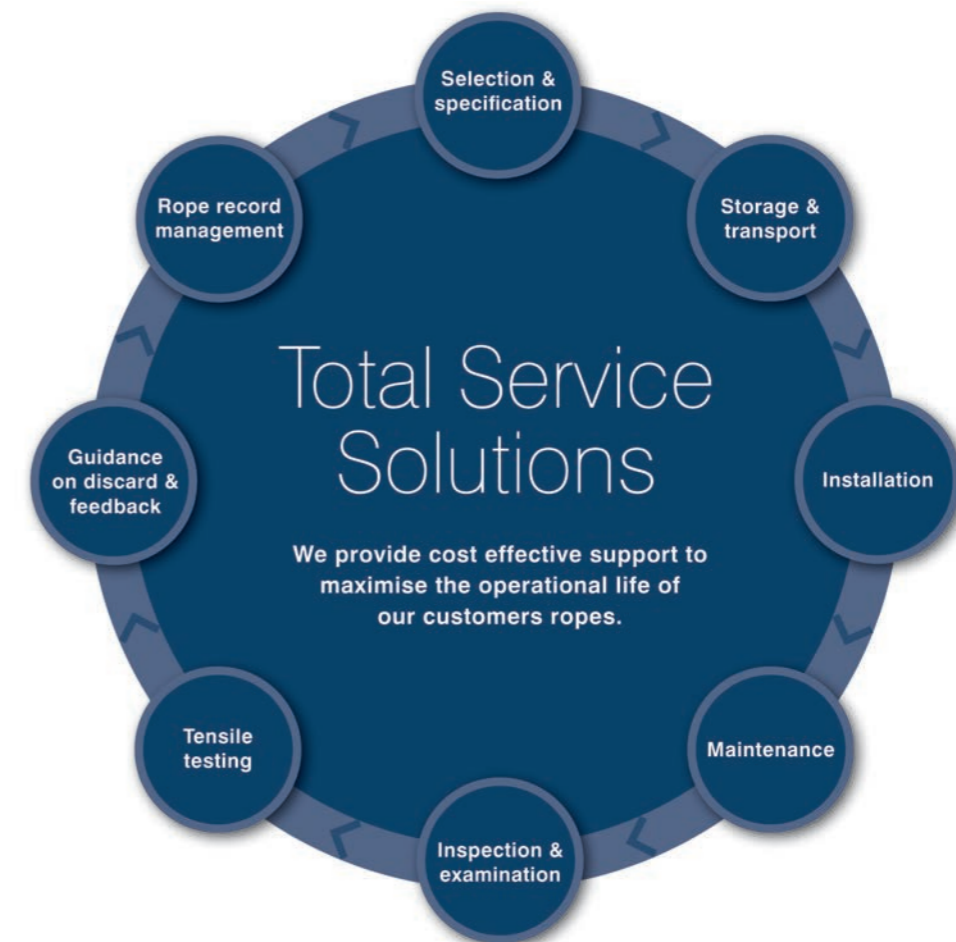 Selection &
specification
Storage &
transport
Installation
Maintenance
Inspection &
examination
Tensile
testing
Guidance
on discard &
feedback
Rope record
management
Total Service
Solutions
We provide cost effective support to
maximise the operational life of
our customers ropes.